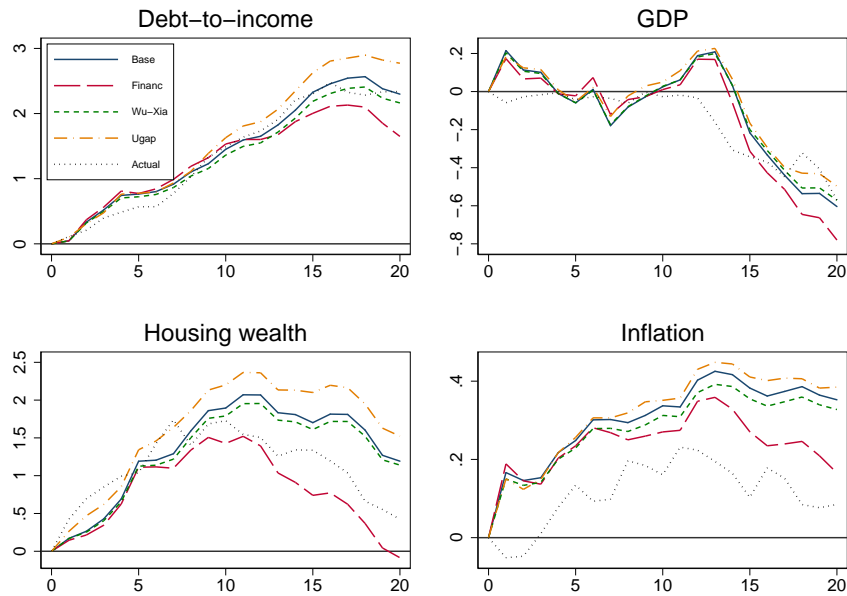 Debt−to−income
3
2
1
0
Base
Financ
Wu−Xia
Ugap
Actual
0 5 10 15 20
GDP
.2
0
−.2
−.4
−.6
−.8
0 5 10 15 20
Housing wealth
2.5
2
1.5
1
.5
0
0 5 10 15 20
Inflation
.4
.2
0
0 5 10 15 20